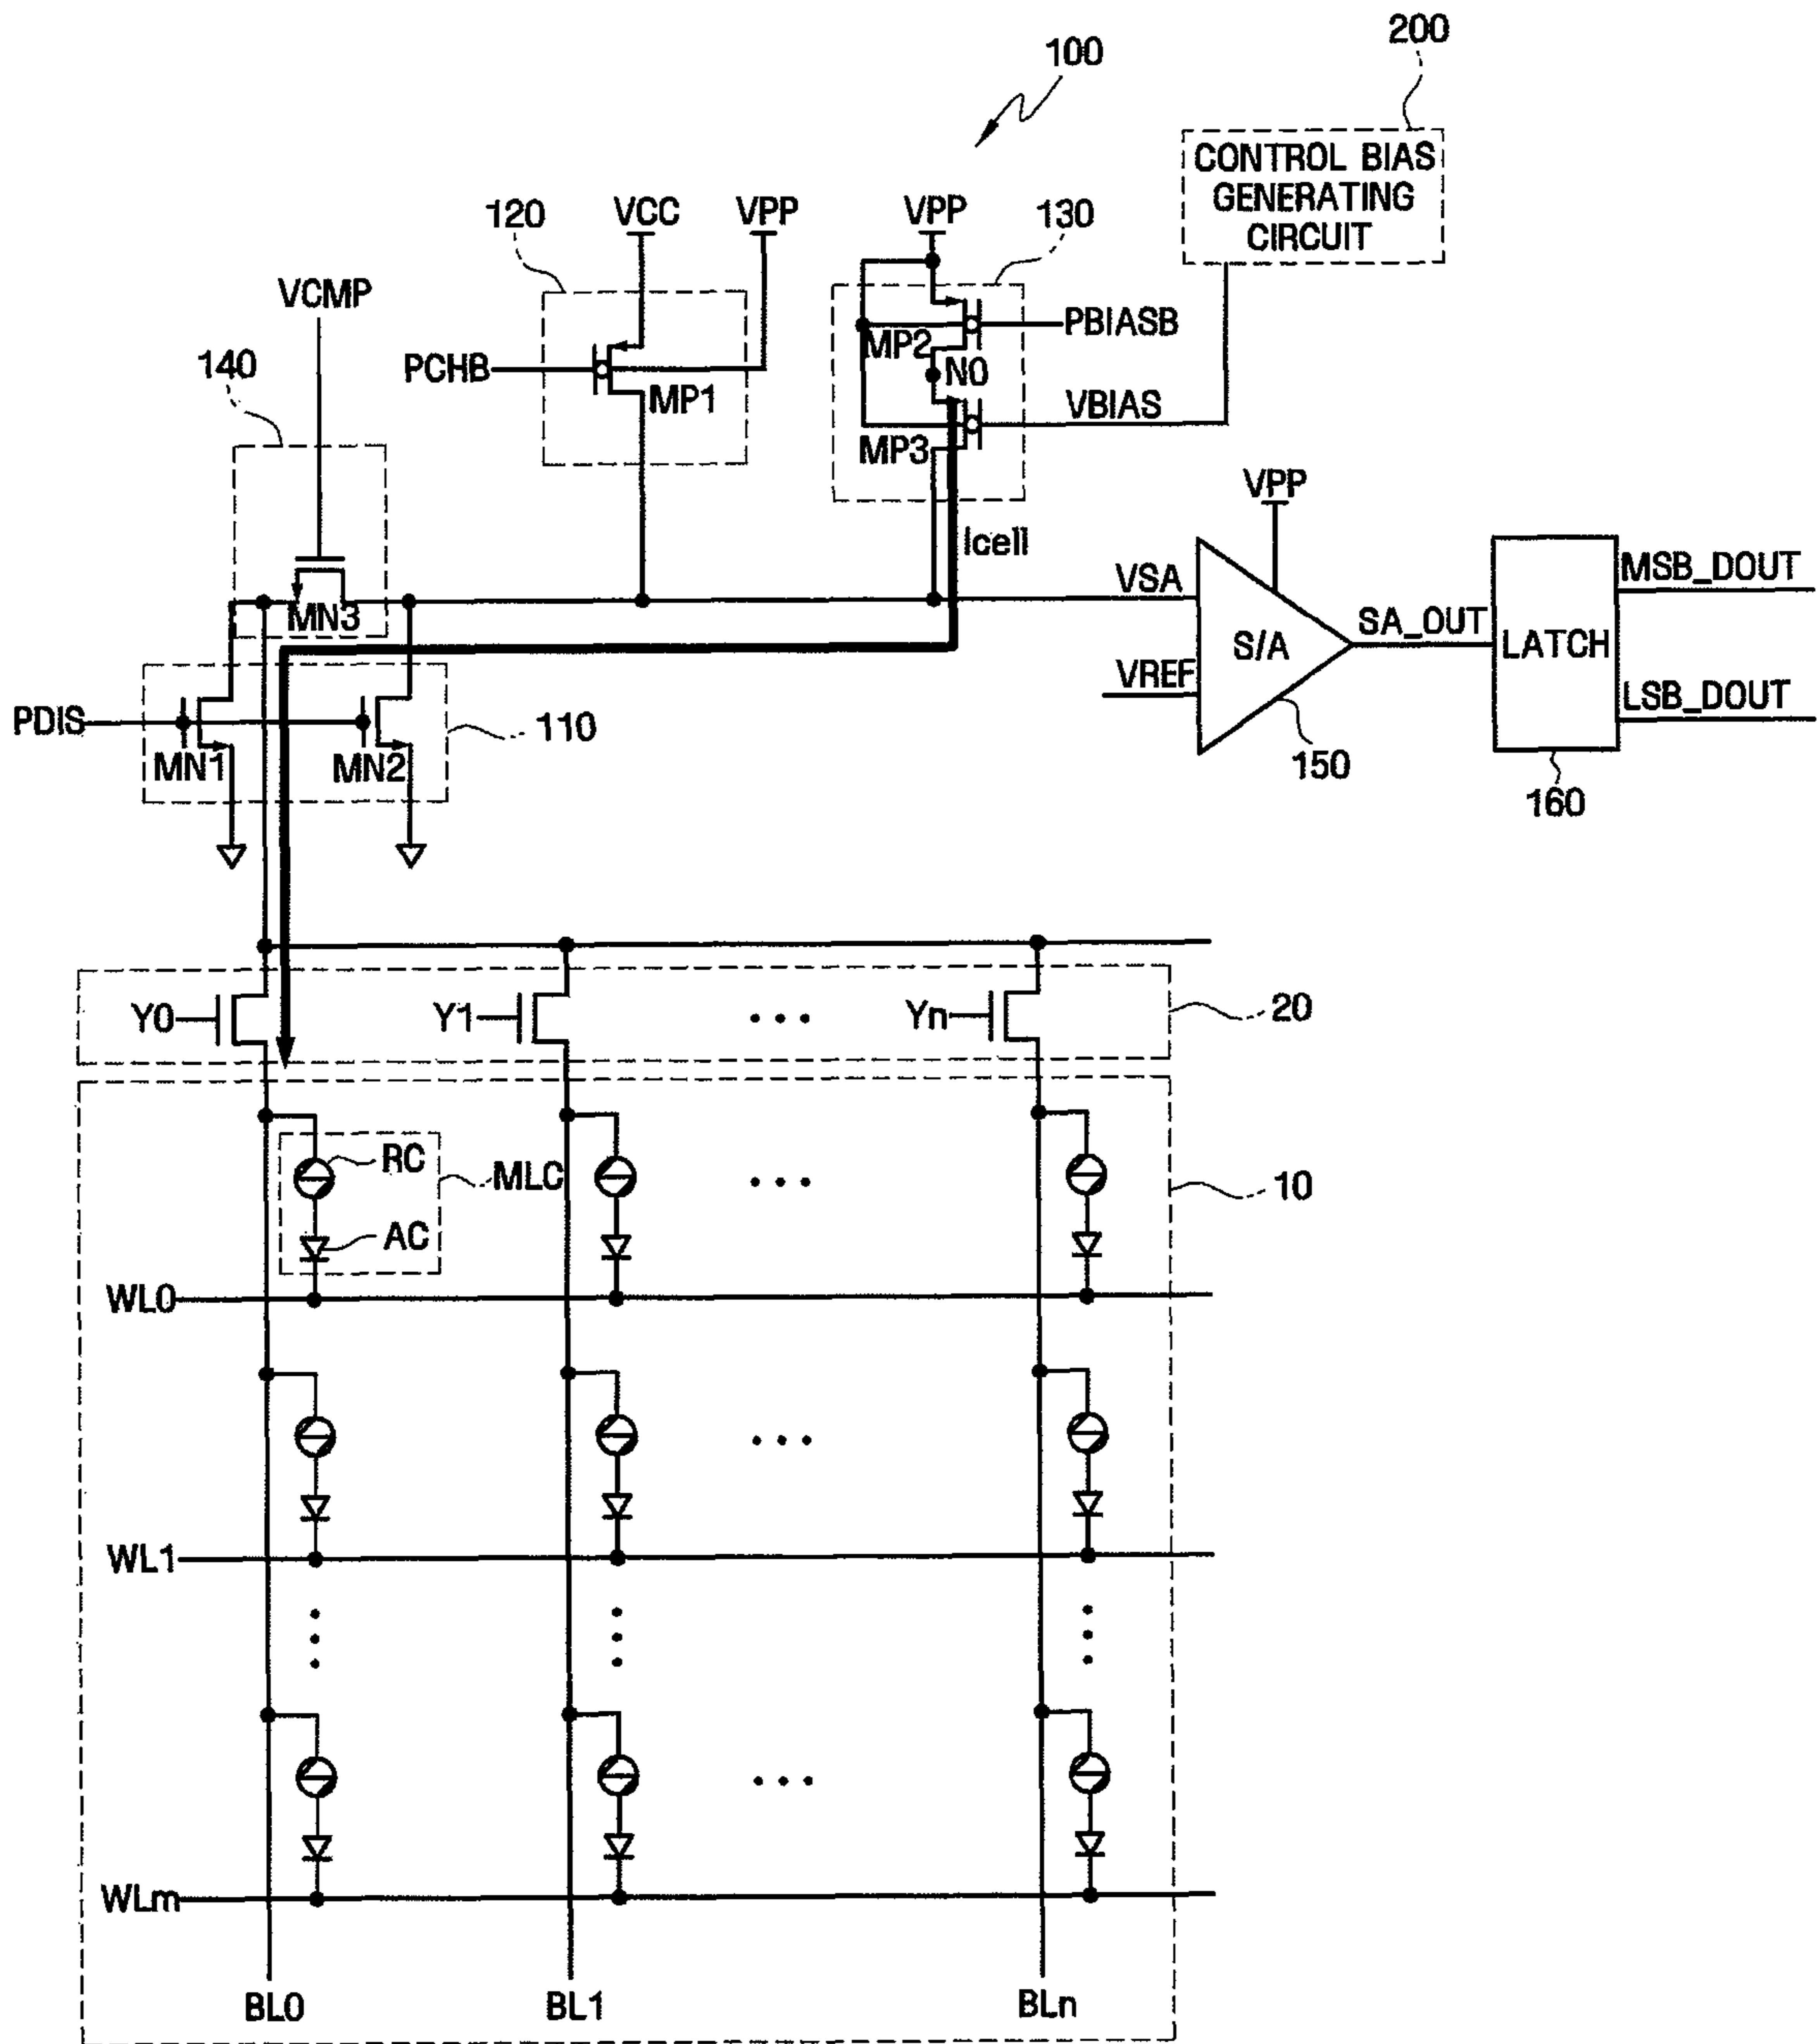 200
100
CONTROL BIAS
GENERATING
CIRCUIT
120
VCC
VPP
VPP
130
VCMP
140
PCHB
MP1
MP2
PBIASB
N0
VBIAS
MP3
VPP
Icell
MN3
VSA
MSB_DOUT
SA_OUT
S/A
LATCH
VREF
LSB_DOUT
PDIS
110
MN1
MN2
150
160
Y0
Y1
• • •
Yn
20
RC
MLC
• • •
10
AC
WL0
• • •
WL1
• • •
WLm
BL0
BL1
BLn